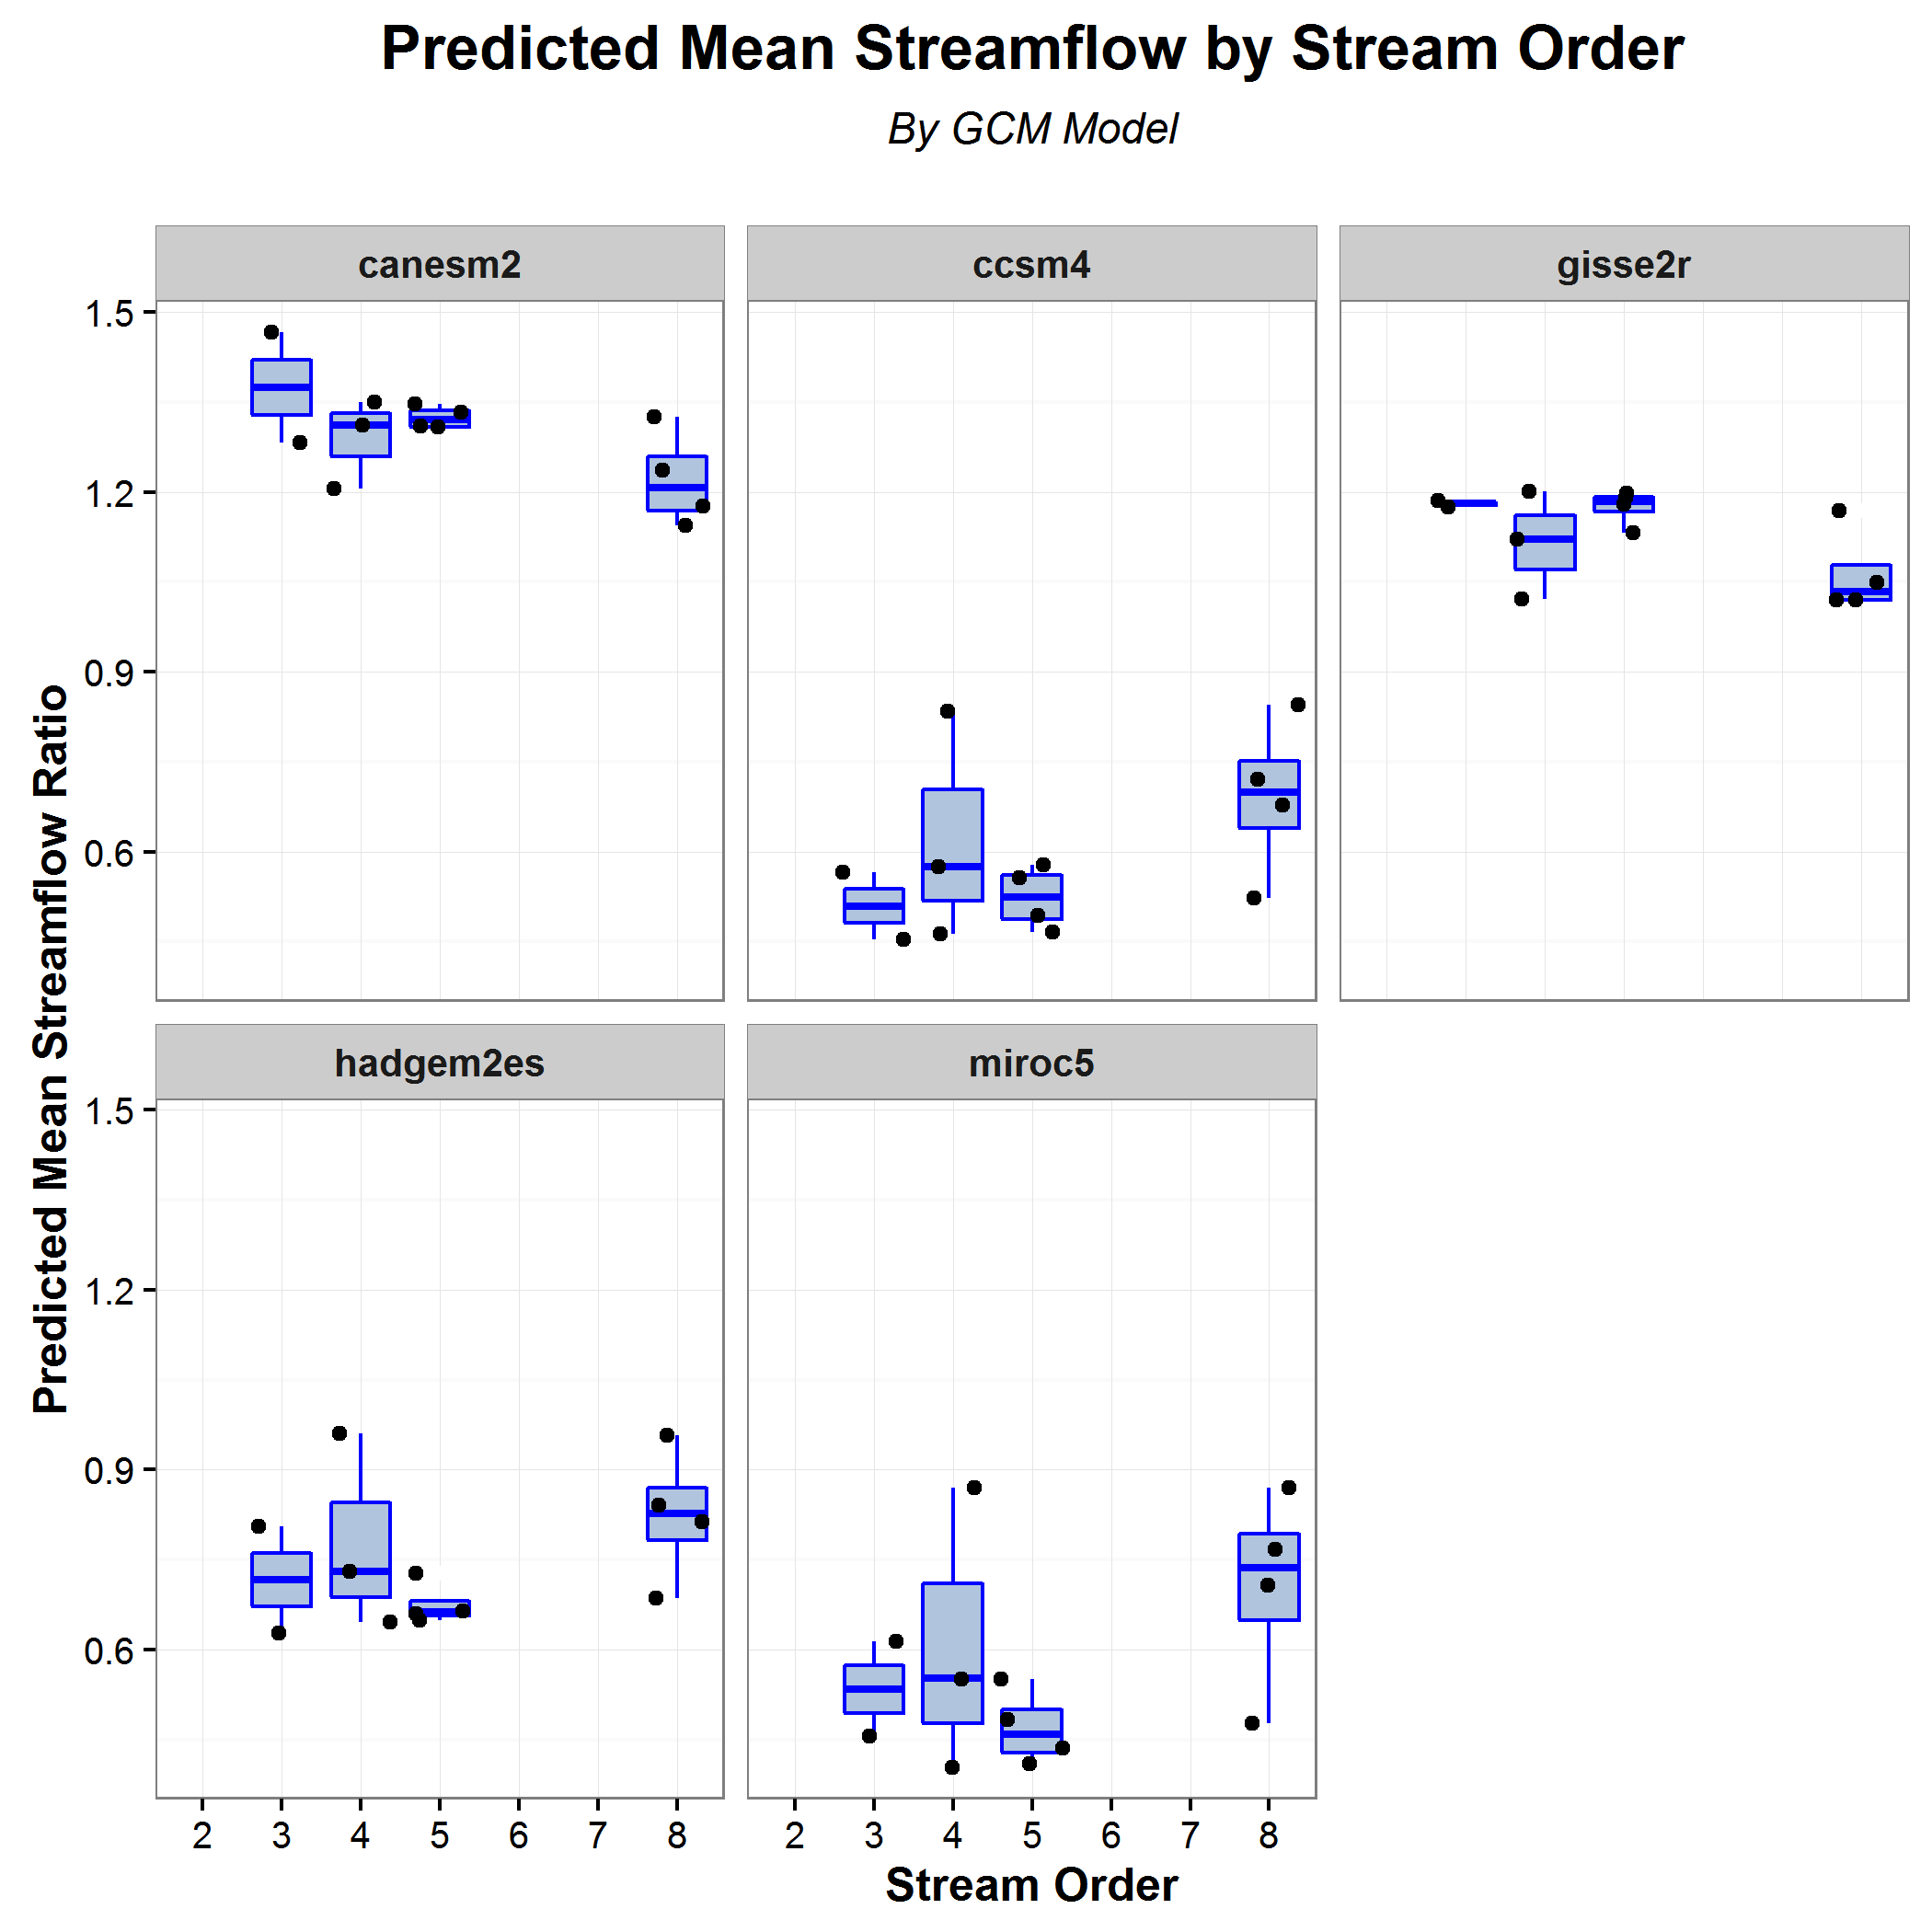 Predicted Mean Streamflow by Stream Order
By GCM Model
canesm2
ccsm4
gisse2r
1.5
1.2
0.9
0.6
Predicted Mean Streamflow Ratio
hadgem2es
miroc5
1.5
1.2
0.9
0.6
2 3 4 5 6 7 8
2 3 4 5 6 7 8
Stream Order